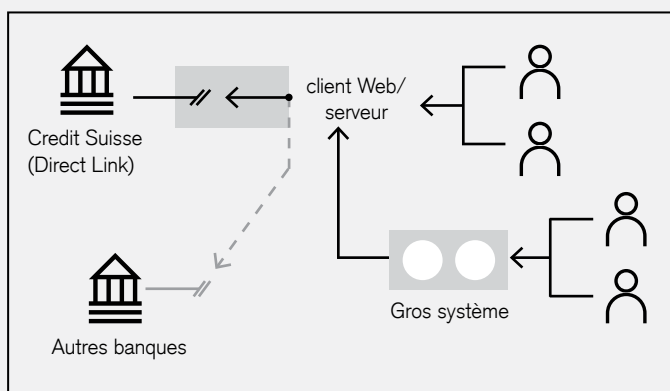 client Web/
serveur
Credit Suisse
(Direct Link)
Gros système
Autres banques